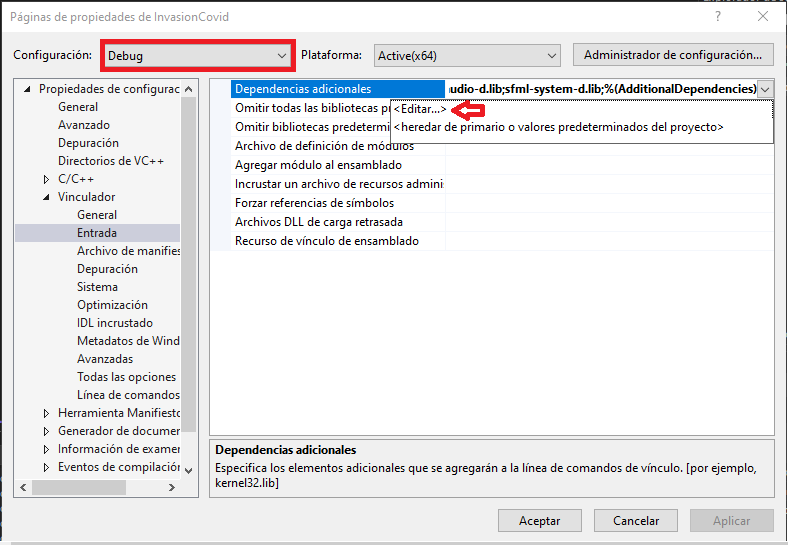 Páginas de propiedades de InvasionCovid
Configuración: Debug Plataforma: Active(x64) Administrador de configuración...
Propiedades de configurac
General
Avanzado
Depuración
Directorios de VC++
C/C++
Vinculador
General
Entrada
Archivo de manifies
Depuración
Sistema
Optimización
IDL incrustado
Metadatos de Wind
Avanzadas
Todas las opciones
Línea de comandos
Herramienta Manifiesto
Generador de documen
Información de examen
Eventos de compilación
Dependencias adicionales udio-d.lib;sfml-system-d.lib;%(AdditionalDependencies)
Omitir todas las bibliotecas pr <Editar...>
Omitir bibliotecas predetermi <heredar de primario o valores predeterminados del proyecto>
Archivo de definición de módulos
Agregar módulo al ensamblado
Incrustar un archivo de recursos adminis
Forzar referencias de símbolos
Archivos DLL de carga retrasada
Recurso de vínculo de ensamblado
Dependencias adicionales
Especifica los elementos adicionales que se agregarán a la línea de comandos de vínculo. [por ejemplo,
kernel32.lib]
Aceptar Cancelar Aplicar